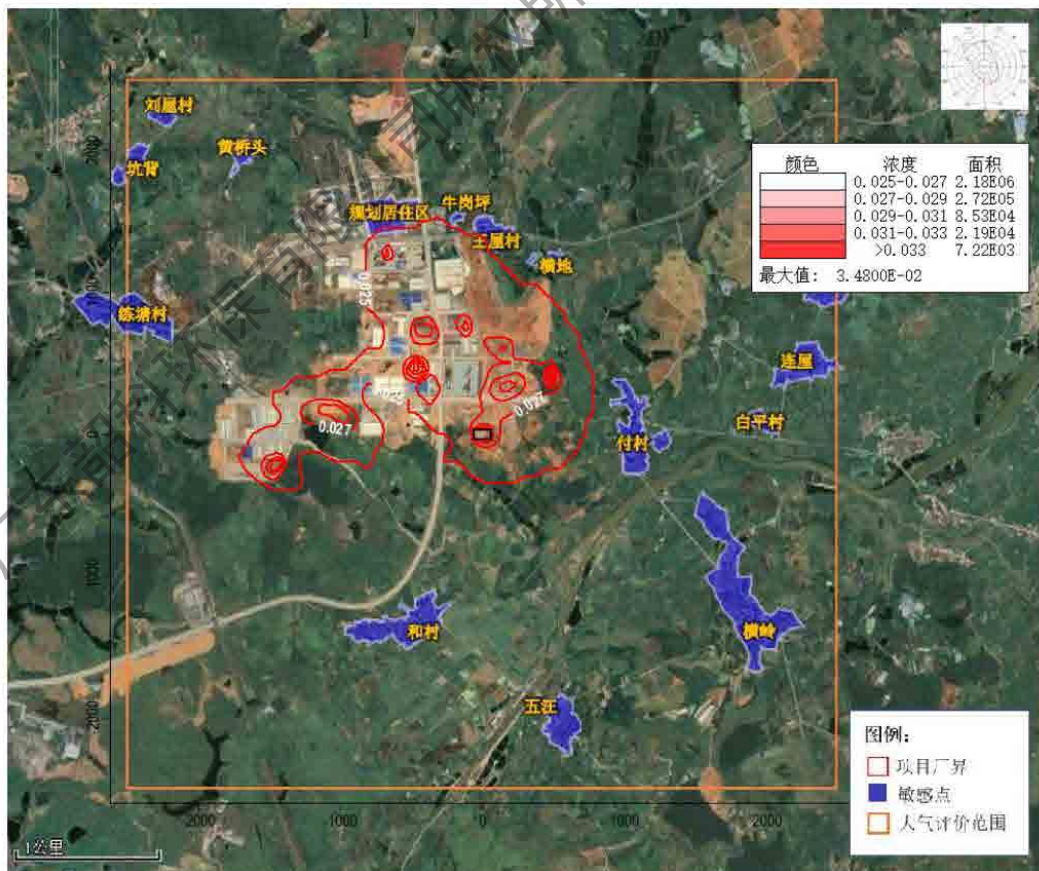 刘屋村
坑背
黄桥头
规划居住区
牛岗坪
王屋村
横地
练塘村
连屋
白平村
付村
和村
横岭
五汪
0.025
0.027
0.027
颜色 浓度 面积
0.025-0.027 2.18E06
0.027-0.029 2.72E05
0.029-0.031 8.53E04
0.031-0.033 2.19E04
>0.033 7.22E03
最大值: 3.4800E-02
图例:
项目厂界
敏感点
大气评价范围
2000
1000
0
1000
2000
-2000
1000
0
1000
2000
1公里